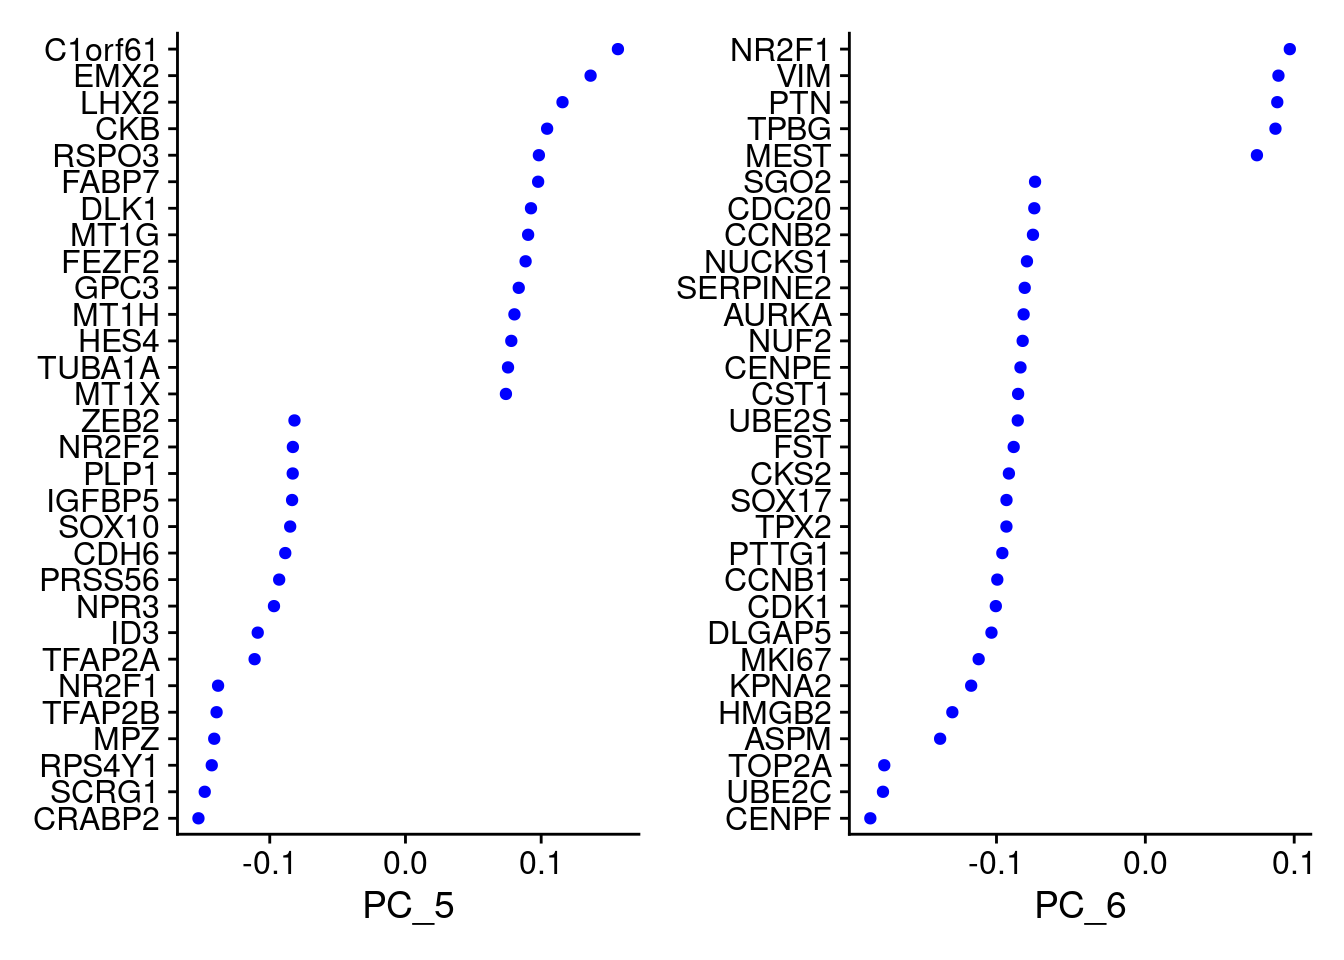 C1orf61
EMX2
LHX2
CKB
RSPO3
FABP7
DLK1
MT1G
FEZF2
GPC3
MT1H
HES4
TUBA1A
MT1X
ZEB2
NR2F2
PLP1
IGFBP5
SOX10
CDH6
PRSS56
NPR3
ID3
TFAP2A
NR2F1
TFAP2B
MPZ
RPS4Y1
SCRG1
CRABP2
-0.1 0.0 0.1
PC_5
NR2F1
VIM
PTN
TPBG
MEST
SGO2
CDC20
CCNB2
NUCKS1
SERPINE2
AURKA
NUF2
CENPE
CST1
UBE2S
FST
CKS2
SOX17
TPX2
PTTG1
CCNB1
CDK1
DLGAP5
MKI67
KPNA2
HMGB2
ASPM
TOP2A
UBE2C
CENPF
-0.1 0.0 0.1
PC_6